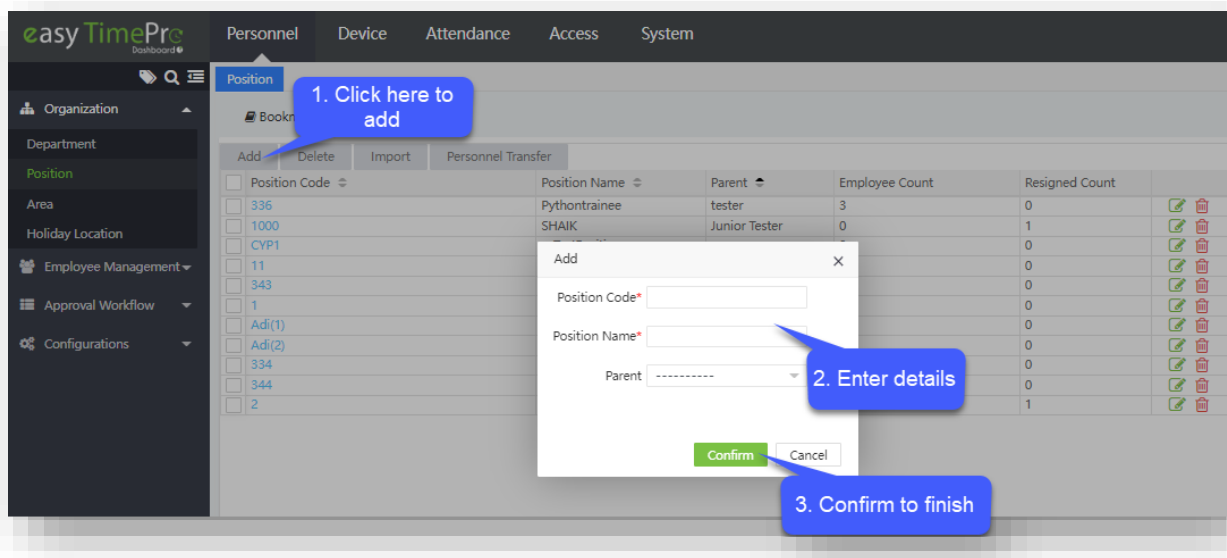 easy TimePro
Dashboard
Personnel Device Attendance Access System
Position
1. Click here to
add
Organization
Department
Position
Area
Holiday Location
Employee Management
Approval Workflow
Configurations
Add Delete Import Personnel Transfer
Position Code Position Name Parent Employee Count Resigned Count
336 Pythontrainee tester 3 0
1000 SHAIK Junior Tester 0 1
CYP1 0
11 0
343 0
1 0
Adi(1) 0
Adi(2) 0
334 0
344 0
2 1
Add
Position Code*
Position Name*
Parent ----------
2. Enter details
Confirm Cancel
3. Confirm to finish